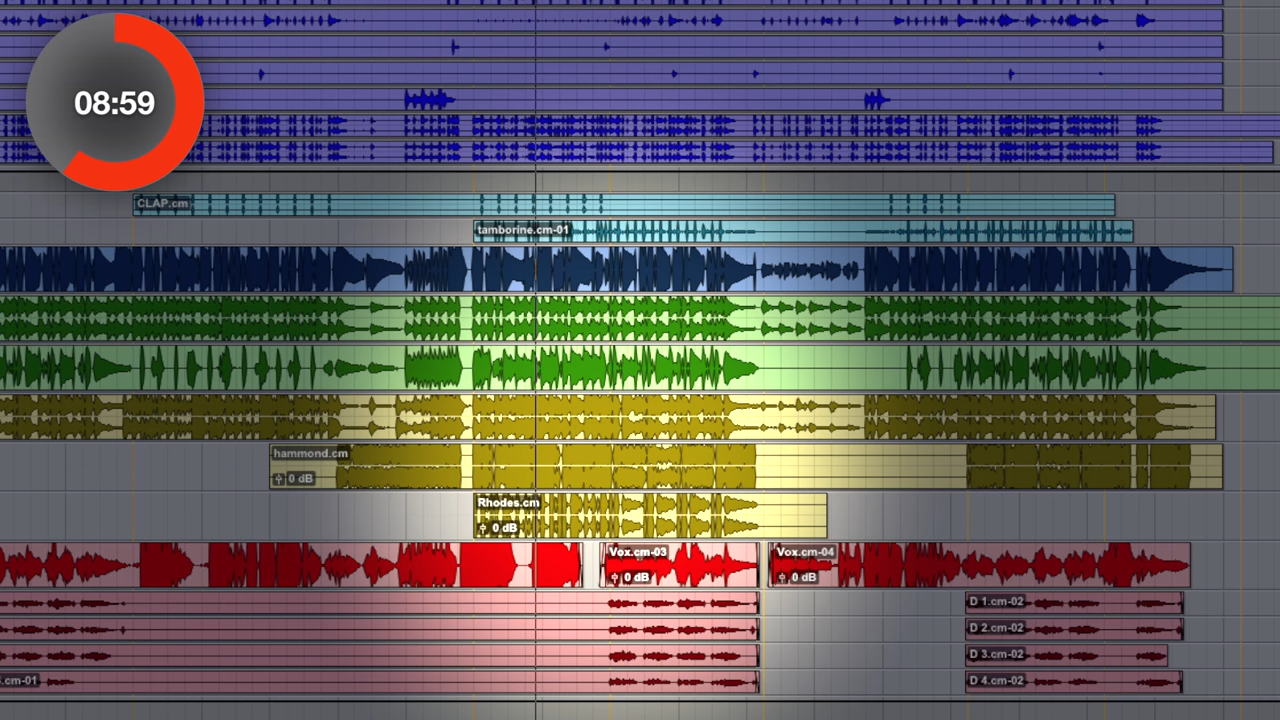 08:59
CLAP.cm
tamborine.cm-01
hammond.cm
0 dB
Rhodes.cm
0 dB
Vox.cm-03
0 dB
Vox.cm-04
0 dB
D 1.cm-02
D 2.cm-02
D 3.cm-02
.cm-01
D 4.cm-02